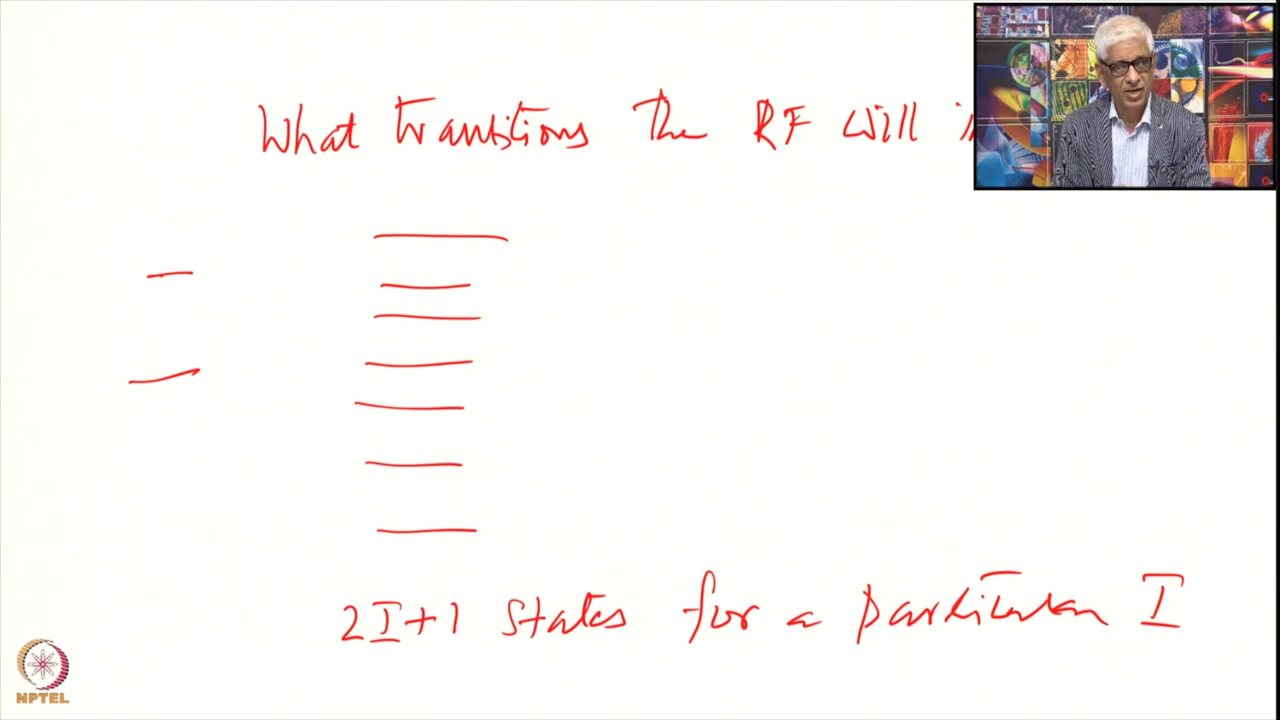 What transitions the RF will
2I+1 states for a particular I
NPTEL